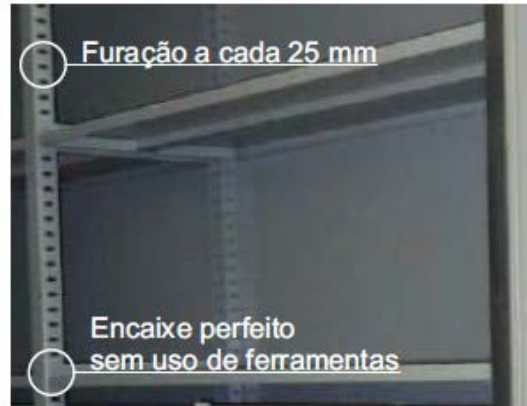 Furação a cada 25 mm
Encaixe perfeito
sem uso de ferramentas